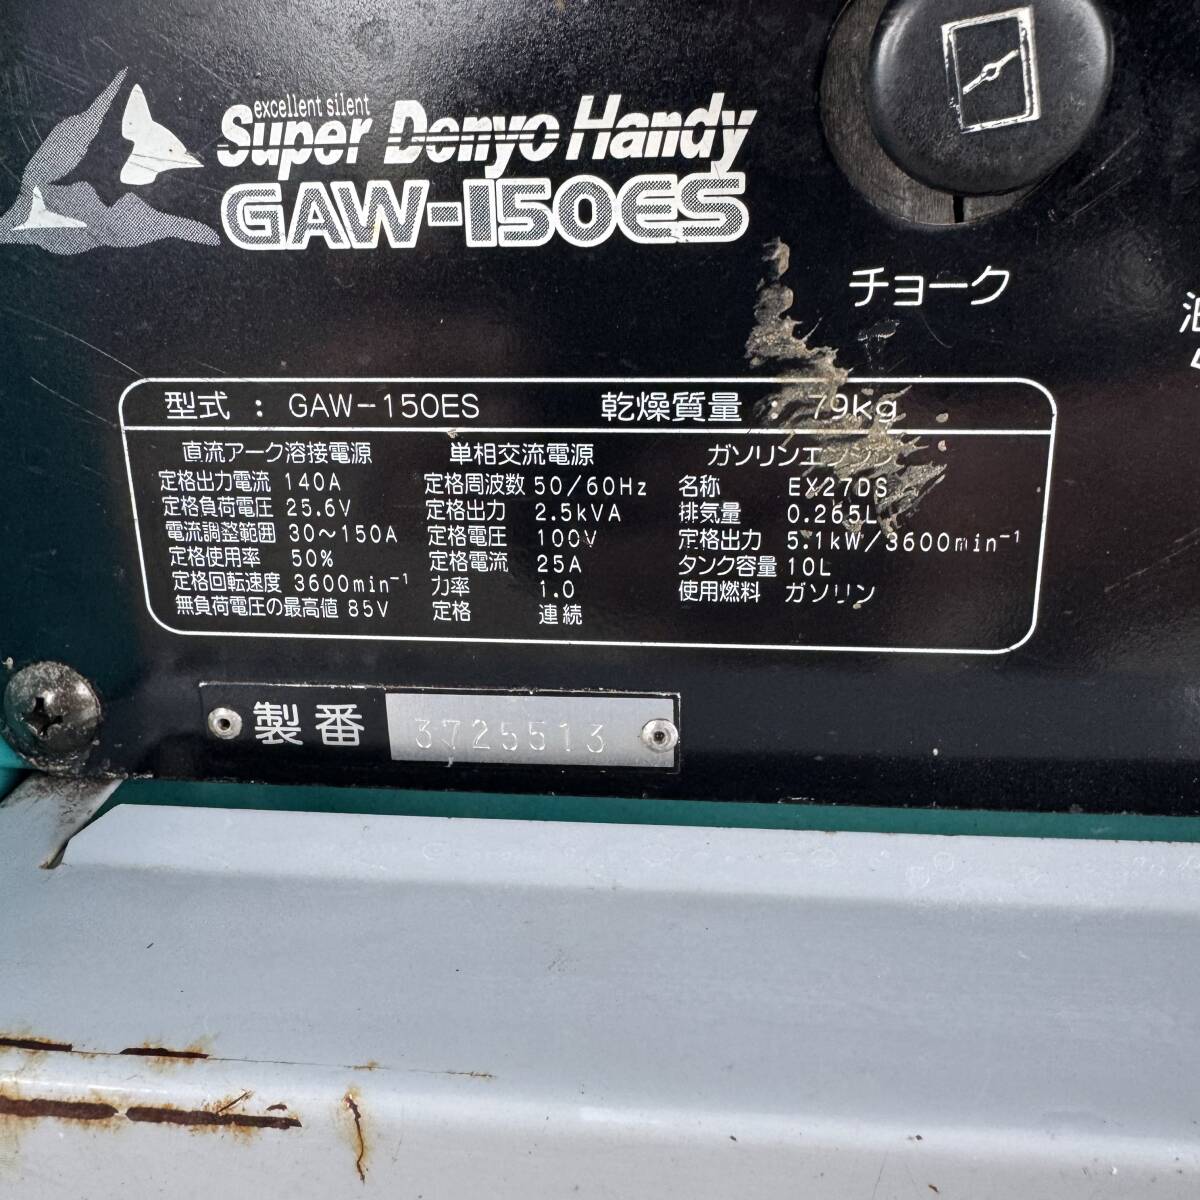 excellent silent
Super Denyo Handy
GAW-150ES
チョーク
型式 : GAW-150ES 乾燥質量 : 79kg
直流アーク溶接電源
定格出力電流 140A
定格負荷電圧 25.6V
電流調整範囲 30～150A
定格使用率 50%
定格回転速度 3600min⁻¹
無負荷電圧の最高値 85V
単相交流電源
定格周波数 50/60Hz
定格出力 2.5kVA
定格電圧 100V
定格電流 25A
力率 1.0
定格 連続
ガソリンエンジン
名称 EX27DS
排気量 0.265L
定格出力 5.1kW/3600min⁻¹
タンク容量 10L
使用燃料 ガソリン
製番 3725513